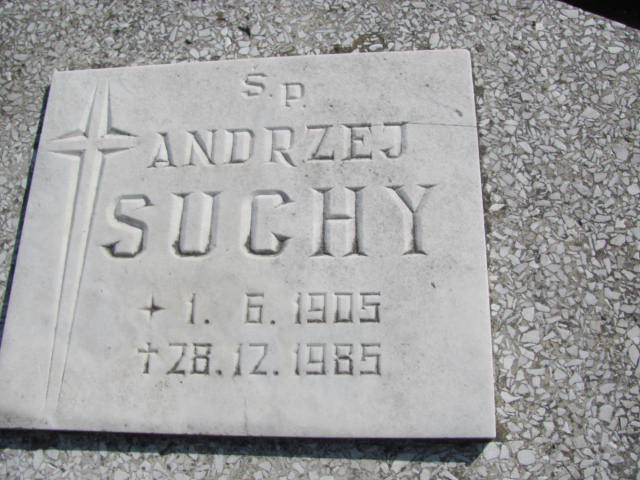 S.p.
ANDRZEJ
SUCHY
1. 6. 1905
† 28.12.1985